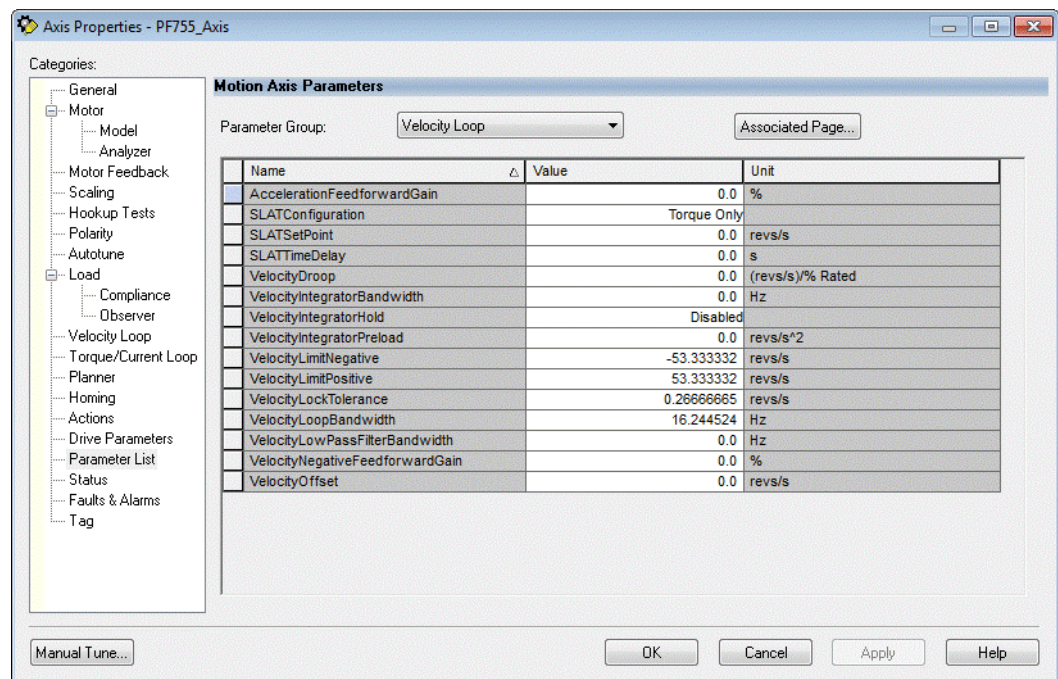 Axis Properties - PF755_Axis
Categories:
General
Motor
Model
Analyzer
Motor Feedback
Scaling
Hookup Tests
Polarity
Autotune
Load
Compliance
Observer
Velocity Loop
Torque/Current Loop
Planner
Homing
Actions
Drive Parameters
Parameter List
Status
Faults & Alarms
Tag
Motion Axis Parameters
Parameter Group: Velocity Loop Associated Page...
Name Value Unit
AccelerationFeedforwardGain 0.0 %
SLATConfiguration Torque Only
SLATSetPoint 0.0 revs/s
SLATTimeDelay 0.0 s
VelocityDroop 0.0 (revs/s)/% Rated
VelocityIntegratorBandwidth 0.0 Hz
VelocityIntegratorHold Disabled
VelocityIntegratorPreload 0.0 revs/s^2
VelocityLimitNegative -53.333332 revs/s
VelocityLimitPositive 53.333332 revs/s
VelocityLockTolerance 0.26666665 revs/s
VelocityLoopBandwidth 16.244524 Hz
VelocityLowPassFilterBandwidth 0.0 Hz
VelocityNegativeFeedforwardGain 0.0 %
VelocityOffset 0.0 revs/s
Manual Tune... OK Cancel Apply Help